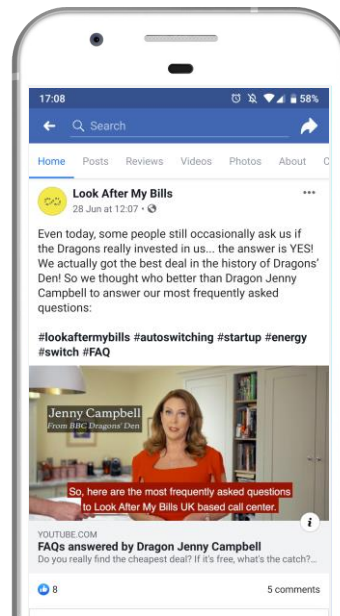 17:08
58%
Search
Home Posts Reviews Videos Photos About C
Look After My Bills
28 Jun at 12:07 •
•••
Even today, some people still occasionally ask us if
the Dragons really invested in us... the answer is YES!
We actually got the best deal in the history of Dragons'
Den! So we thought who better than Dragon Jenny
Campbell to answer our most frequently asked
questions:
#lookaftermybills #autoswitching #startup #energy
#switch #FAQ
Jenny Campbell
From BBC Dragons' Den
So, here are the most frequently asked questions
to Look After My Bills UK based call center.
i
YOUTUBE.COM
FAQs answered by Dragon Jenny Campbell
Do you really find the cheapest deal? If it's free, what's the catch?...
8
5 comments